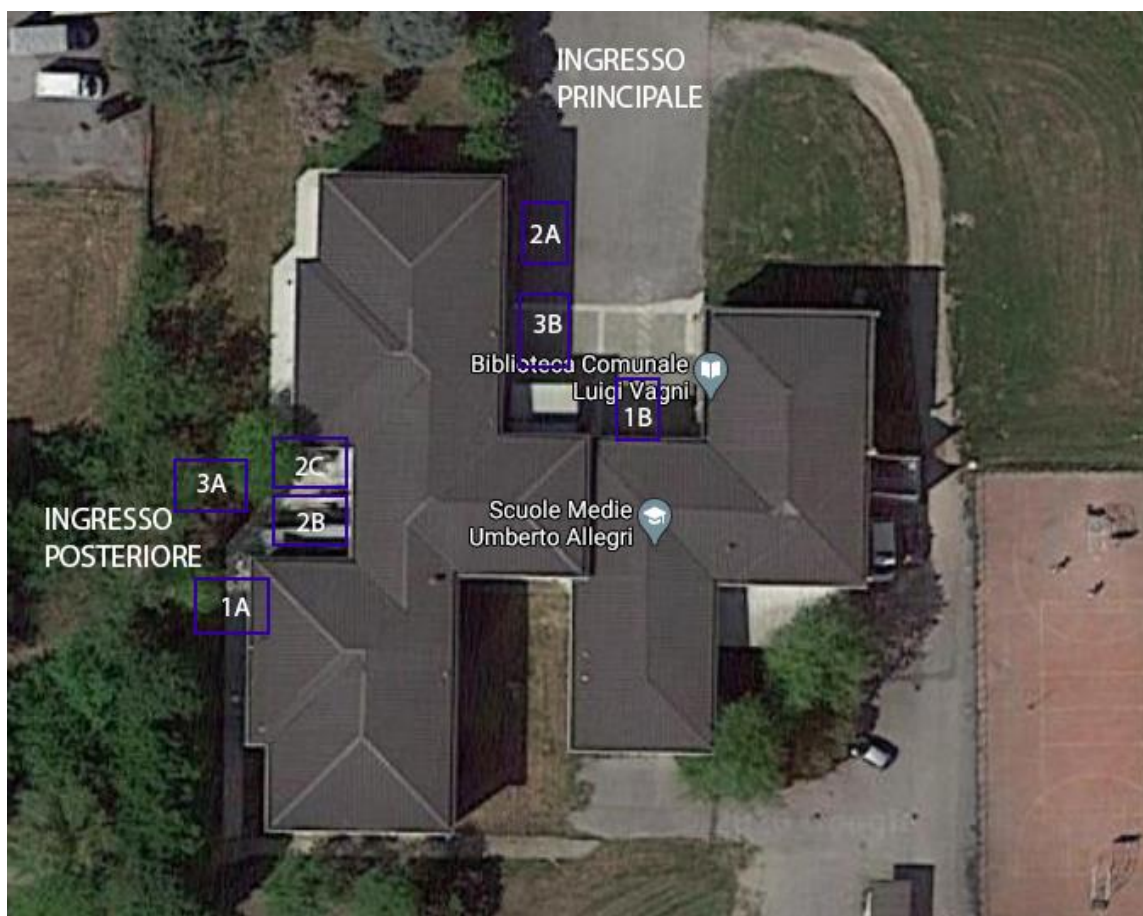 INGRESSO
PRINCIPALE
2A
3B
Biblioteca Comunale
Luigi Vagni
1B
2C
3A
2B
INGRESSO
POSTERIORE
Scuole Medie
Umberto Allegri
1A